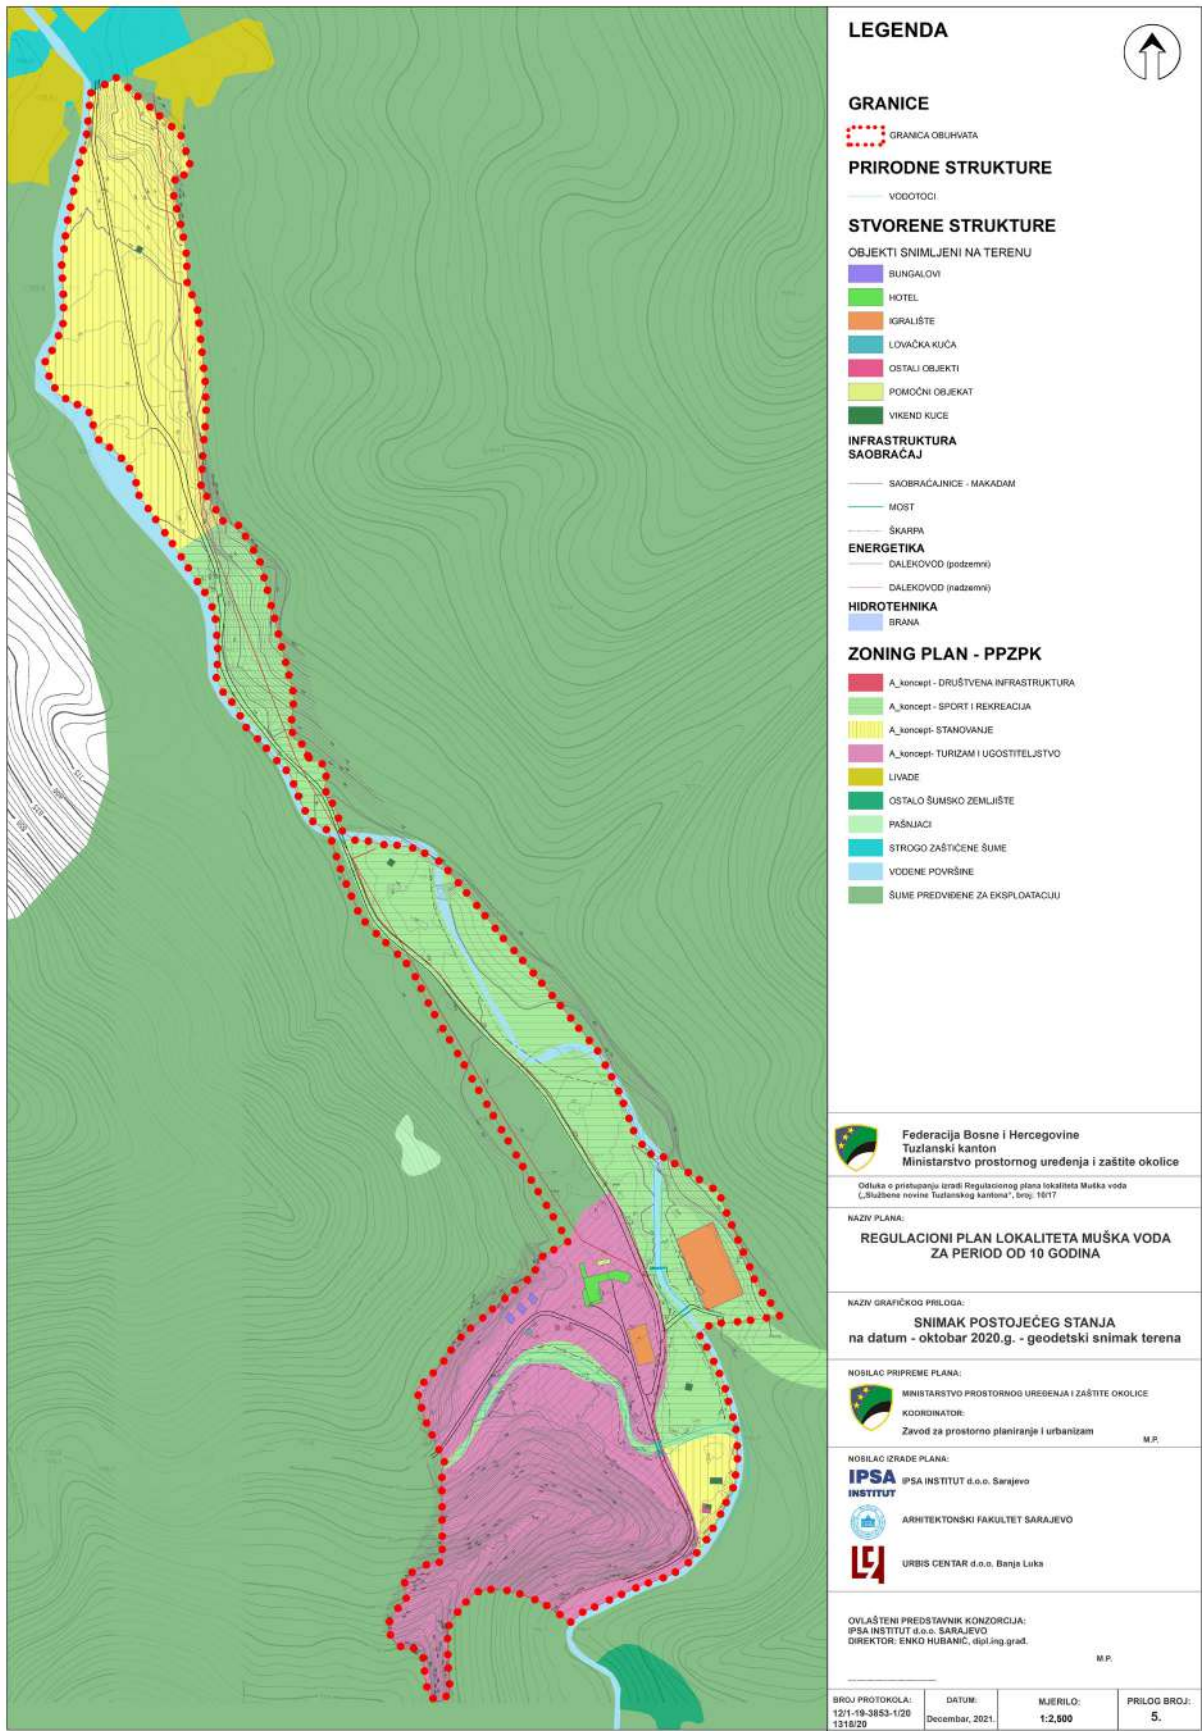 LEGENDA
GRANICE
GRANICA OBUHVATA
PRIRODNE STRUKTURE
VODOTOCI
STVORENE STRUKTURE
OBJEKTI SNIMLJENI NA TERENU
BUNGALOVI
HOTEL
IGRALIŠTE
LOVAČKA KUĆA
OSTALI OBJEKTI
POMOĆNI OBJEKAT
VIKEND KUCE
INFRASTRUKTURA
SAOBRAĆAJ
SAOBRAĆAJNICE - MAKADAM
MOST
ŠKARPA
ENERGETIKA
DALEKOVOD (podzemni)
DALEKOVOD (nadzemni)
HIDROTEHNIKA
BRANA
ZONING PLAN - PPZPK
A_koncept - DRUŠTVENA INFRASTRUKTURA
A_koncept - SPORT I REKREACIJA
A_koncept- STANOVANJE
A_koncept- TURIZAM I UGOSTITELJSTVO
LIVADE
OSTALO ŠUMSKO ZEMLJIŠTE
PAŠNJACI
STROGO ZAŠTIĆENE ŠUME
VODENE POVRŠINE
ŠUME PREDVIĐENE ZA EKSPLOATACIJU
Federacija Bosne i Hercegovine
Tuzlanski kanton
Ministarstvo prostornog uređenja i zaštite okolice
Odluka o pristupanju izradi Regulacionog plana lokaliteta Muška voda
(„Službene novine Tuzlanskog kantona", broj: 16/17
NAZIV PLANA:
REGULACIONI PLAN LOKALITETA MUŠKA VODA
ZA PERIOD OD 10 GODINA
NAZIV GRAFIČKOG PRILOGA:
SNIMAK POSTOJEĆEG STANJA
na datum - oktobar 2020.g. - geodetski snimak terena
NOSILAC PRIPREME PLANA:
MINISTARSTVO PROSTORNOG UREĐENJA I ZAŠTITE OKOLICE
KOORDINATOR:
Zavod za prostorno planiranje i urbanizam
M.P.
NOSILAC IZRADE PLANA:
IPSA
INSTITUT
IPSA INSTITUT d.o.o. Sarajevo
ARHITEKTONSKI FAKULTET SARAJEVO
URBIS CENTAR d.o.o. Banja Luka
OVLAŠTENI PREDSTAVNIK KONZORCIJA:
IPSA INSTITUT d.o.o. SARAJEVO
DIREKTOR: ENKO HUBANIĆ, dipl.ing.građ.
M.P.
BROJ PROTOKOLA:
12/1-19-3853-1/20
1318/20
DATUM:
Decembar, 2021.
MJERILO:
1:2,500
PRILOG BROJ:
5.